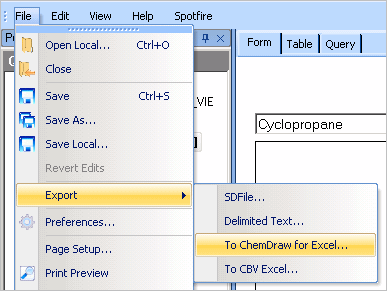 File Edit View Help Spotfire
Open Local... Ctrl+O
Close
Save Ctrl+S
Save As...
Save Local...
Revert Edits
Export
Preferences...
Page Setup...
Print Preview
_VIE
Form Table Query
Cyclopropane
SDFile...
Delimited Text...
To ChemDraw for Excel...
To CBV Excel...